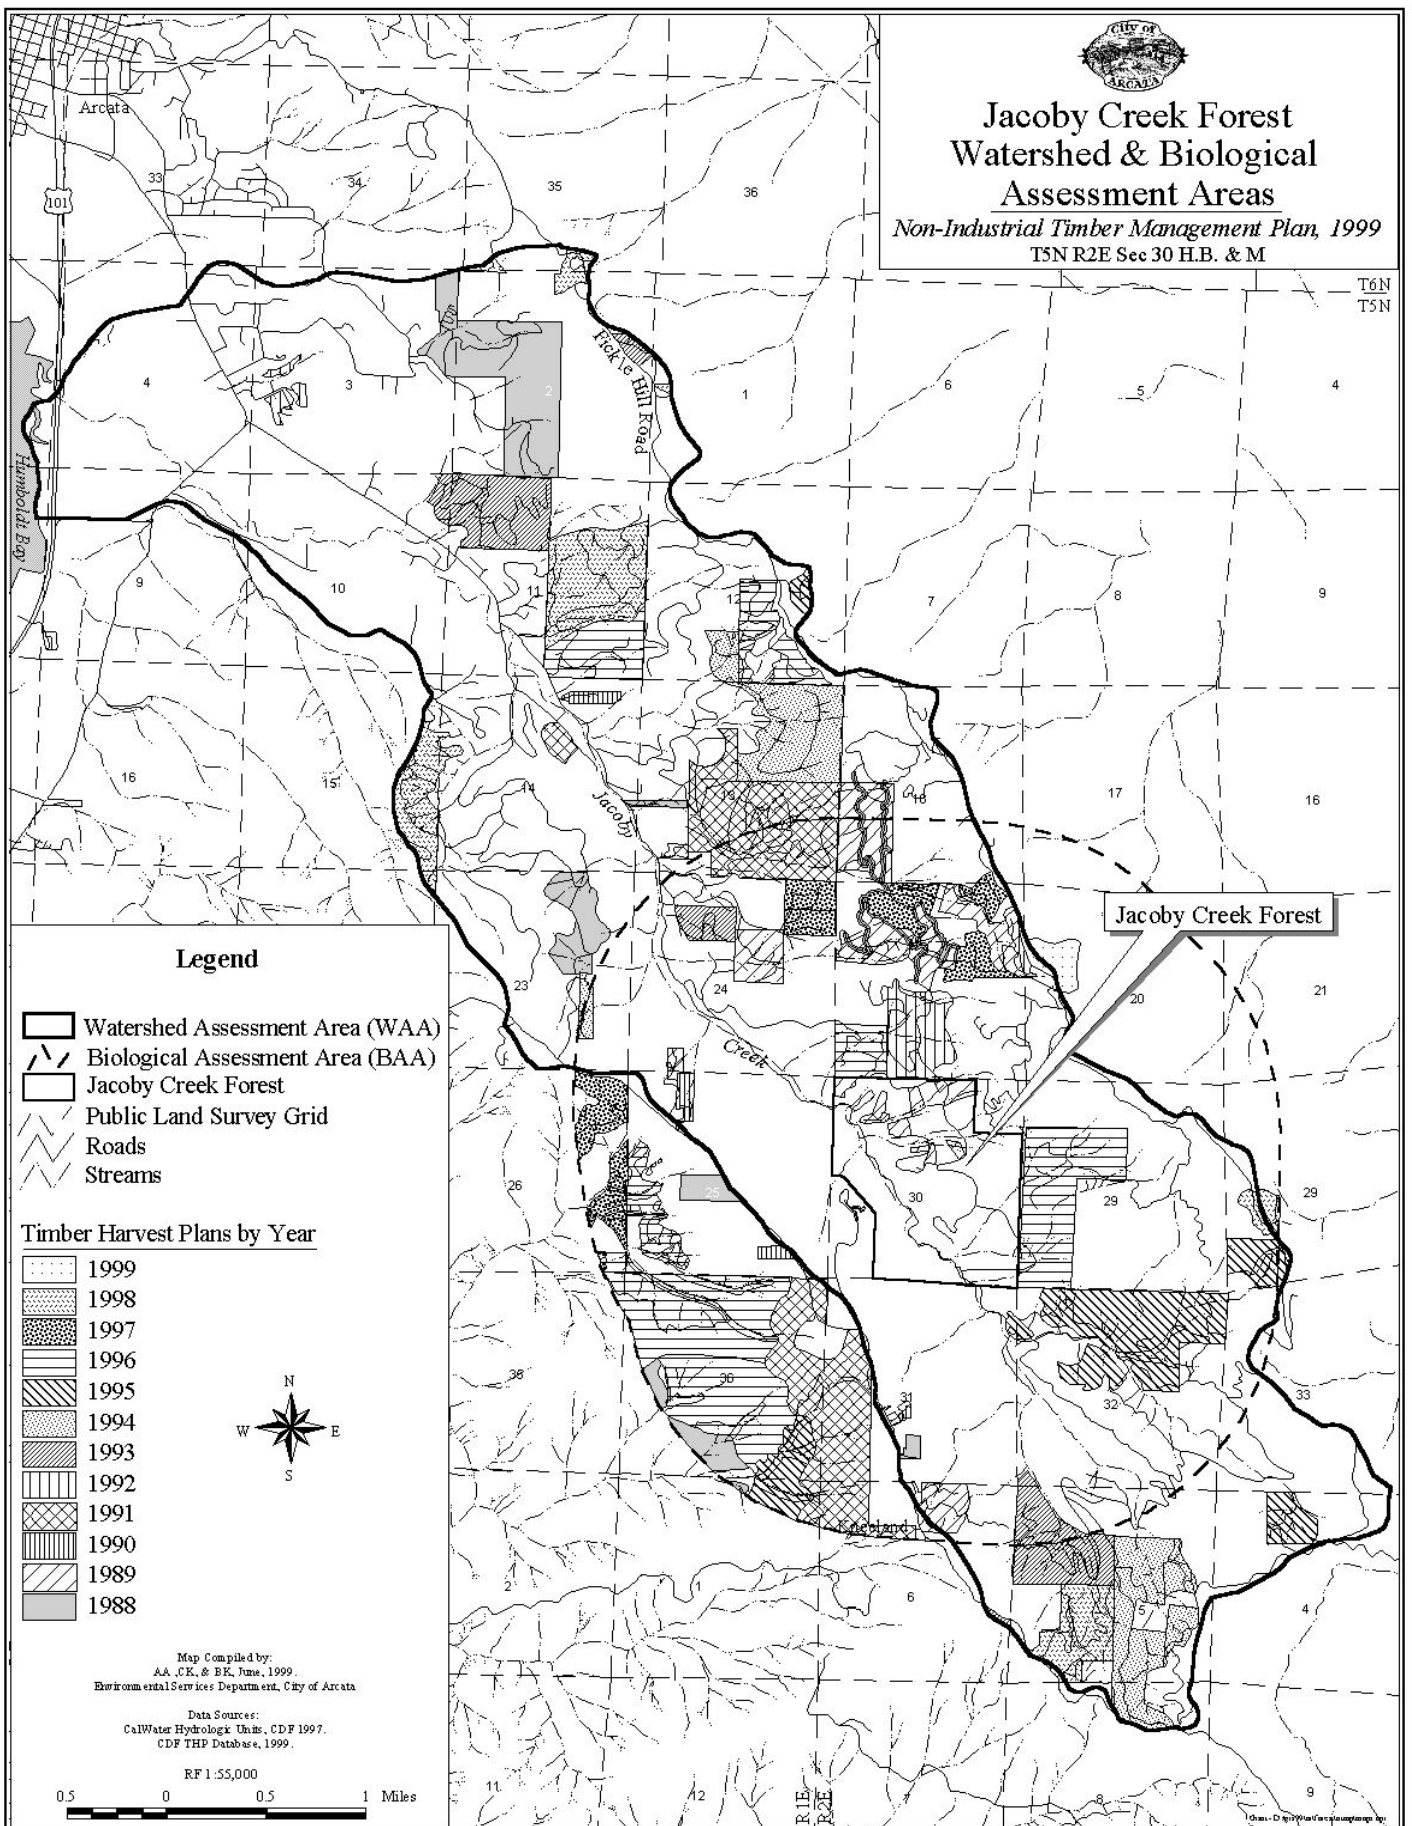 City of
ARCATA
Jacoby Creek Forest
Watershed & Biological
Assessment Areas
Non-Industrial Timber Management Plan, 1999
T5N R2E Sec 30 H.B. & M
T6N
T5N
Arcata
101
33
34
35
36
Fickle Hill Road
4
3
2
1
6
5
4
Humboldt Bay
9
10
11
12
7
8
9
16
15
14
13
18
17
16
Jacoby
Jacoby Creek Forest
23
24
19
20
21
Creek
26
25
30
29
29
35
36
31
32
33
Kneeland
2
1
6
5
4
11
12
7
8
9
R1E
R2E
Legend
Watershed Assessment Area (WAA)
Biological Assessment Area (BAA)
Jacoby Creek Forest
Public Land Survey Grid
Roads
Streams
Timber Harvest Plans by Year
1999
1998
1997
1996
1995
1994
1993
1992
1991
1990
1989
1988
N
W E
S
Map Compiled by:
AA ,CK, & BK, June, 1999.
Environmental Services Department, City of Arcata
Data Sources:
CalWater Hydrologic Units, CDF 1997.
CDF THP Database, 1999.
RF 1:55,000
0.5 0 0.5 1 Miles